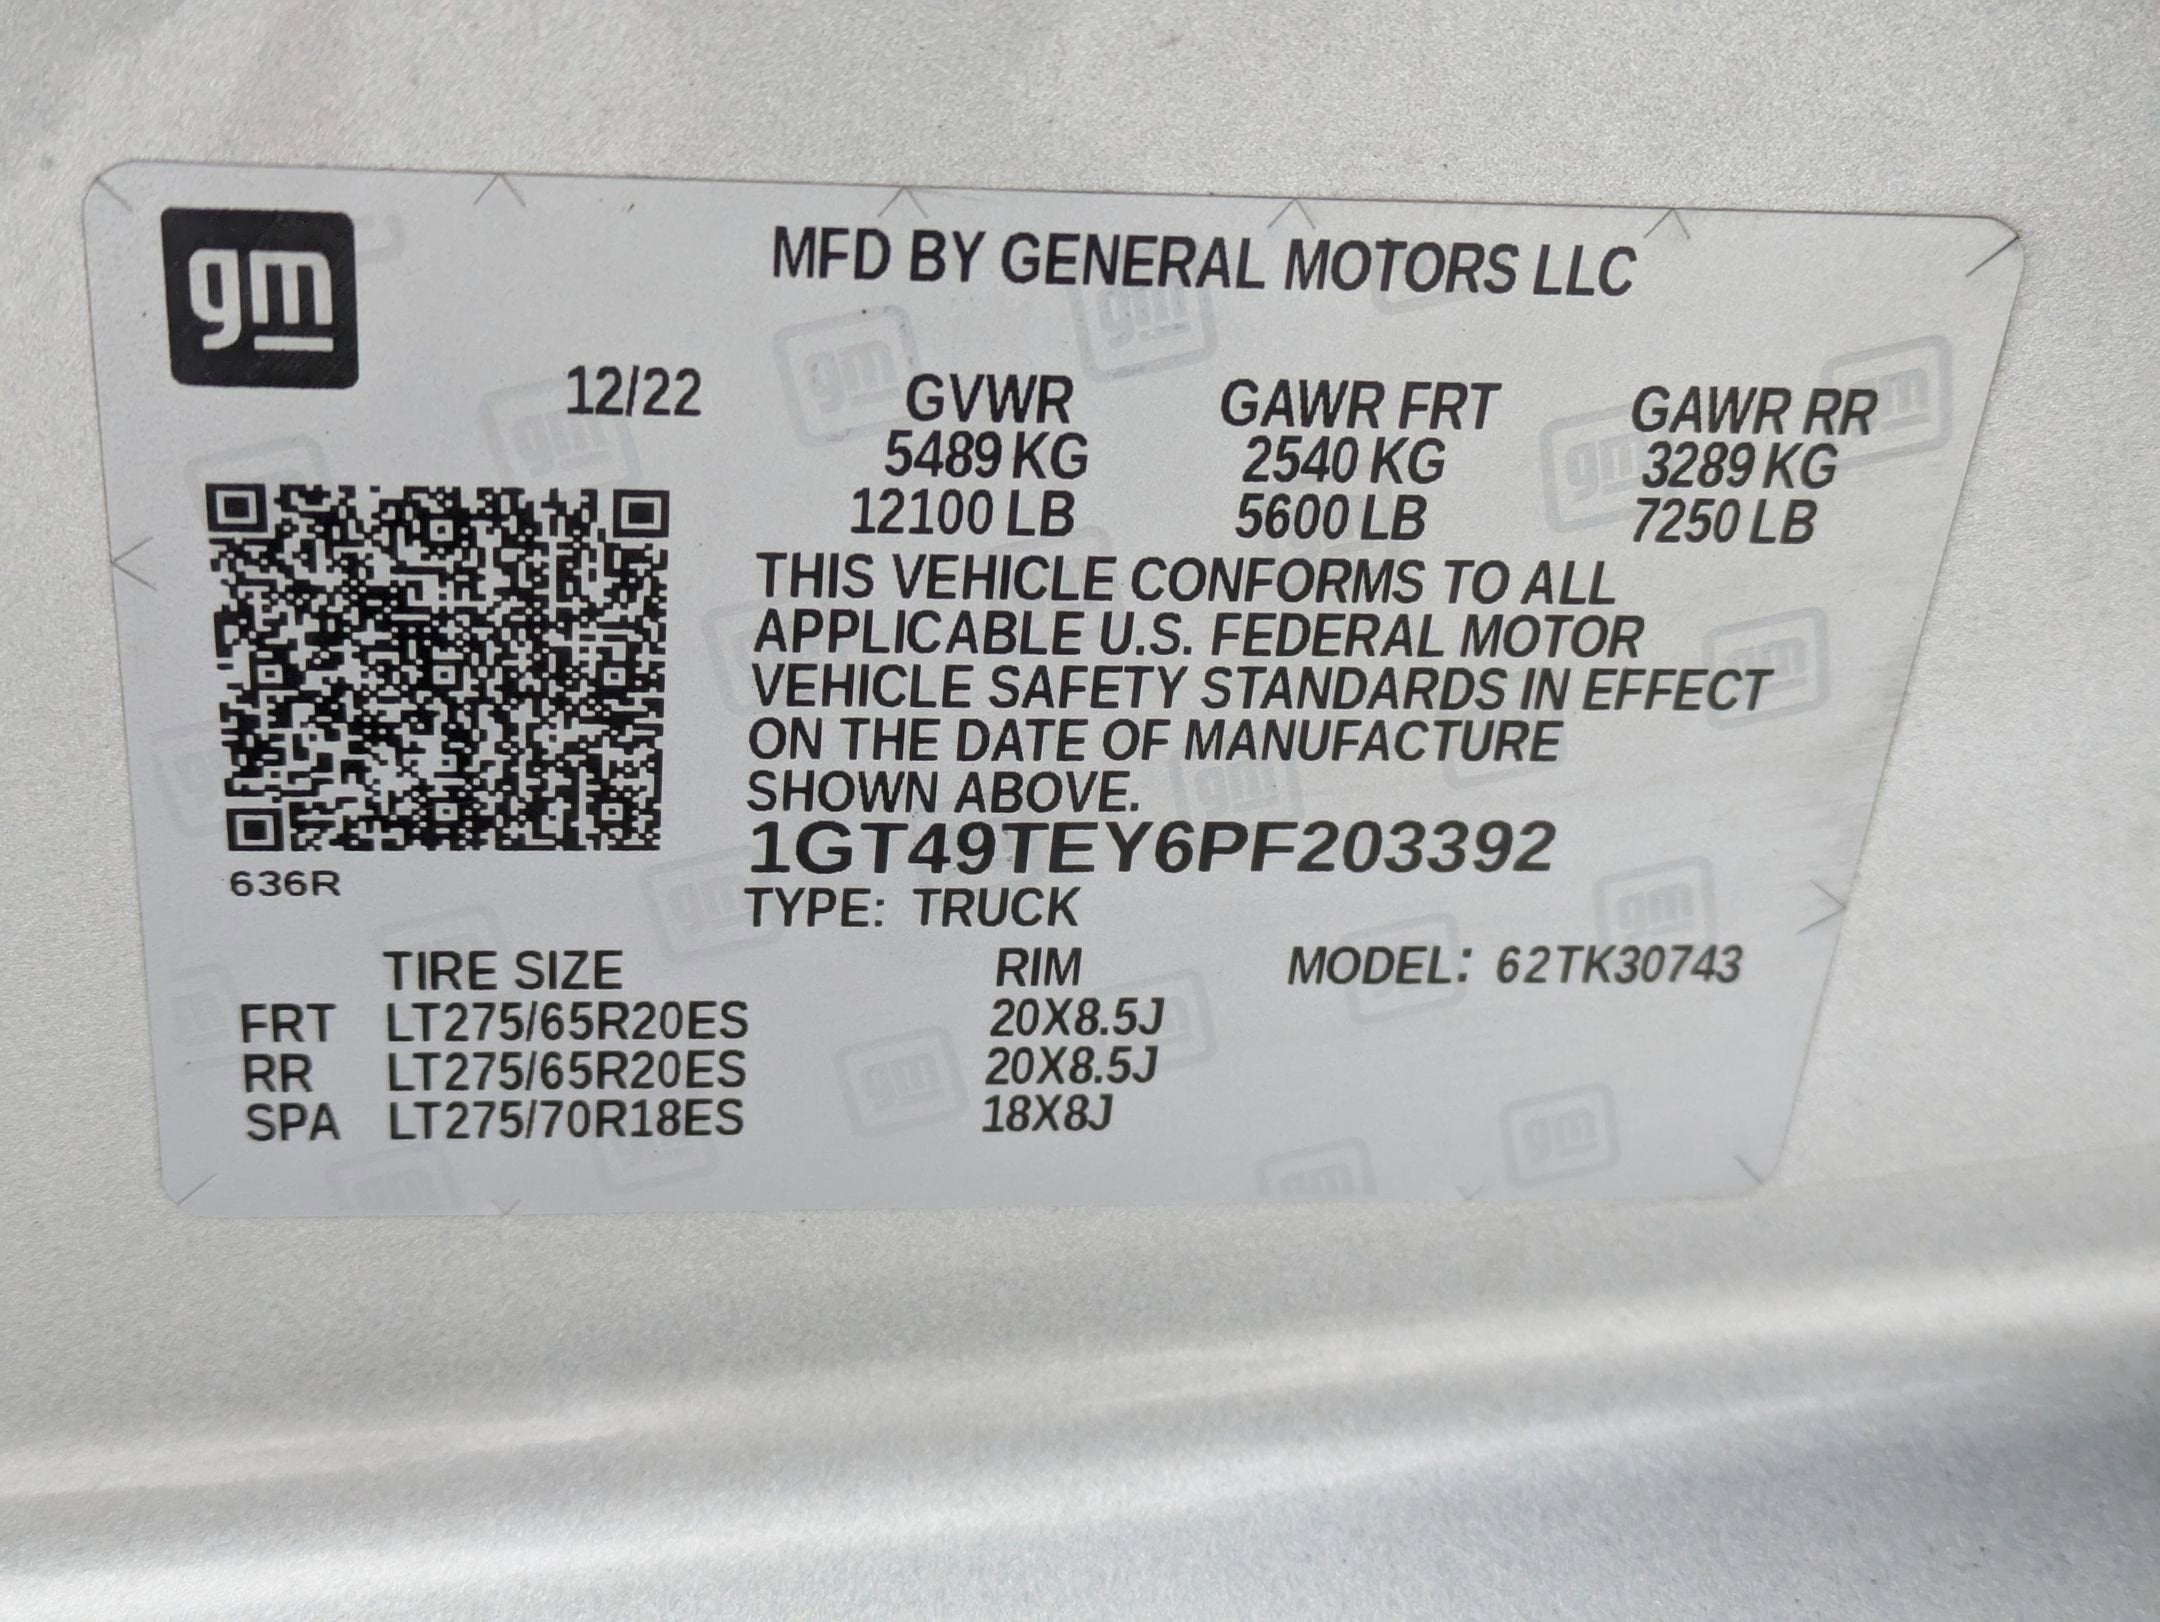 gm
MFD BY GENERAL MOTORS LLC
12/22 GVWR GAWR FRT GAWR RR
5489 KG 2540 KG 3289 KG
12100 LB 5600 LB 7250 LB
THIS VEHICLE CONFORMS TO ALL
APPLICABLE U.S. FEDERAL MOTOR
VEHICLE SAFETY STANDARDS IN EFFECT
ON THE DATE OF MANUFACTURE
SHOWN ABOVE.
1GT49TEY6PF203392
636R
TYPE: TRUCK
TIRE SIZE RIM MODEL: 62TK30743
FRT LT275/65R20ES 20X8.5J
RR LT275/65R20ES 20X8.5J
SPA LT275/70R18ES 18X8J